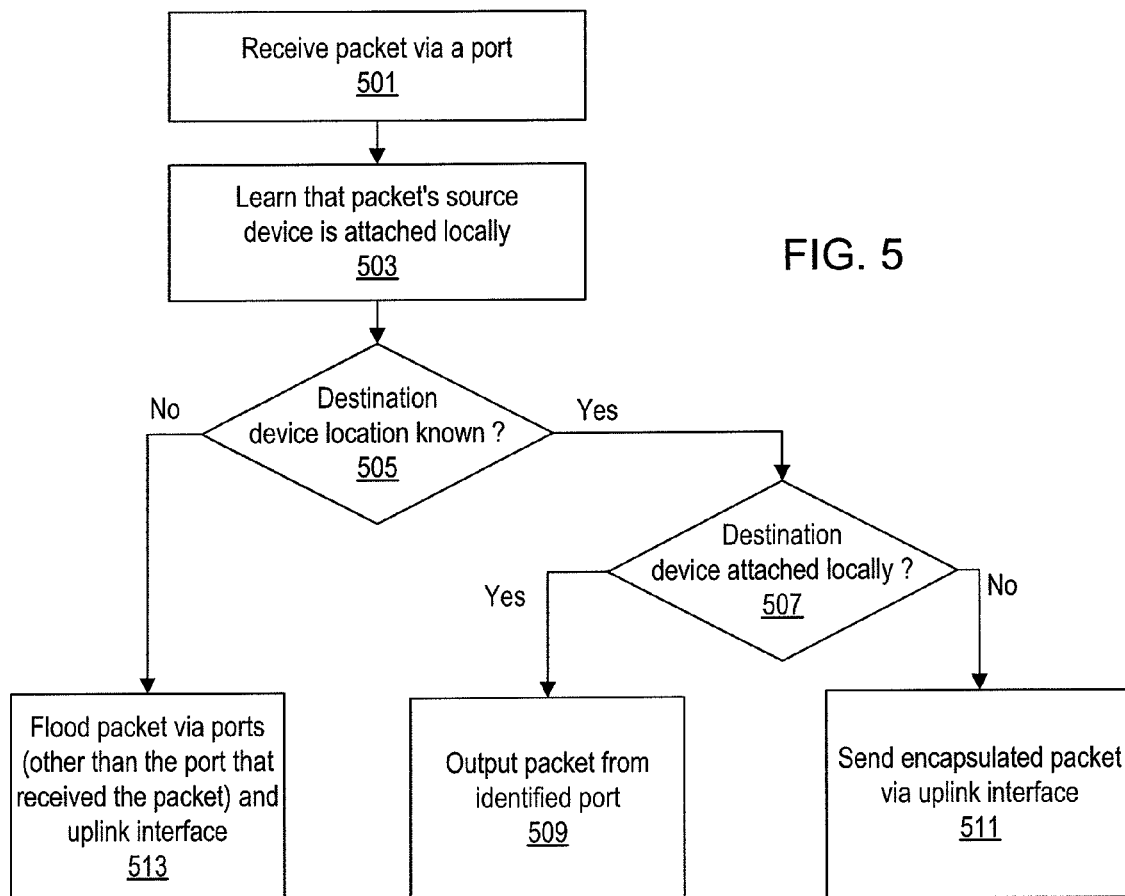 Receive packet via a port
501
Learn that packet's source
device is attached locally
503
FIG. 5
Destination
device location known ?
505
No
Yes
Destination
device attached locally ?
507
Yes
No
Flood packet via ports
(other than the port that
received the packet) and
uplink interface
513
Output packet from
identified port
509
Send encapsulated packet
via uplink interface
511